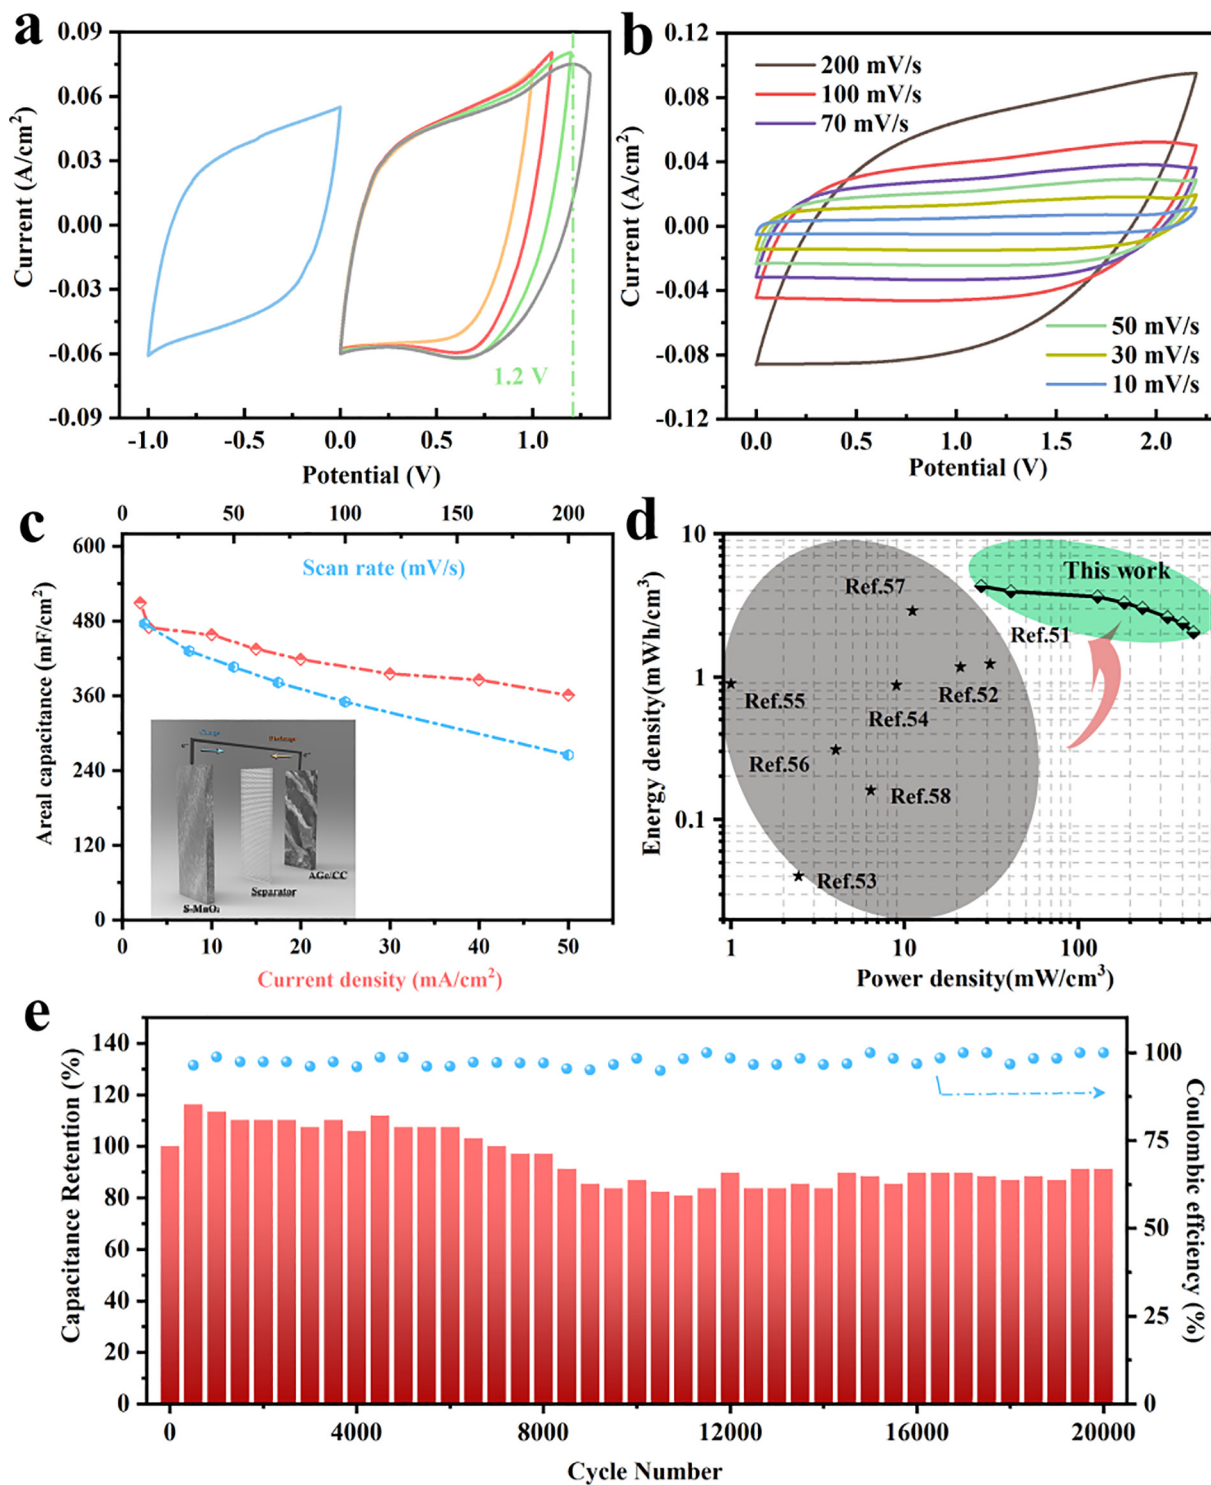 a
0.09
0.06
0.03
0.00
-0.03
-0.06
-0.09
Current (A/cm²)
1.2 V
-1.0
-0.5
0.0
0.5
1.0
Potential (V)
b
0.12
0.08
0.04
0.00
-0.04
-0.08
-0.12
Current (A/cm²)
200 mV/s
100 mV/s
70 mV/s
50 mV/s
30 mV/s
10 mV/s
0.0
0.5
1.0
1.5
2.0
Potential (V)
c
0
50
100
150
200
Scan rate (mV/s)
600
480
360
240
120
0
Areal capacitance (mF/cm²)
Charge
Discharge
e⁻
e⁻
S-MnO₂
Separator
AGe/CC
0
10
20
30
40
50
Current density (mA/cm²)
d
10
1
0.1
Energy density(mWh/cm³)
This work
Ref.57
Ref.51
Ref.55
Ref.52
Ref.54
Ref.56
Ref.58
Ref.53
1
10
100
Power density(mW/cm³)
e
140
120
100
80
60
40
20
0
Capacitance Retention (%)
100
75
50
25
0
Coulombic effciency (%)
0
4000
8000
12000
16000
20000
Cycle Number